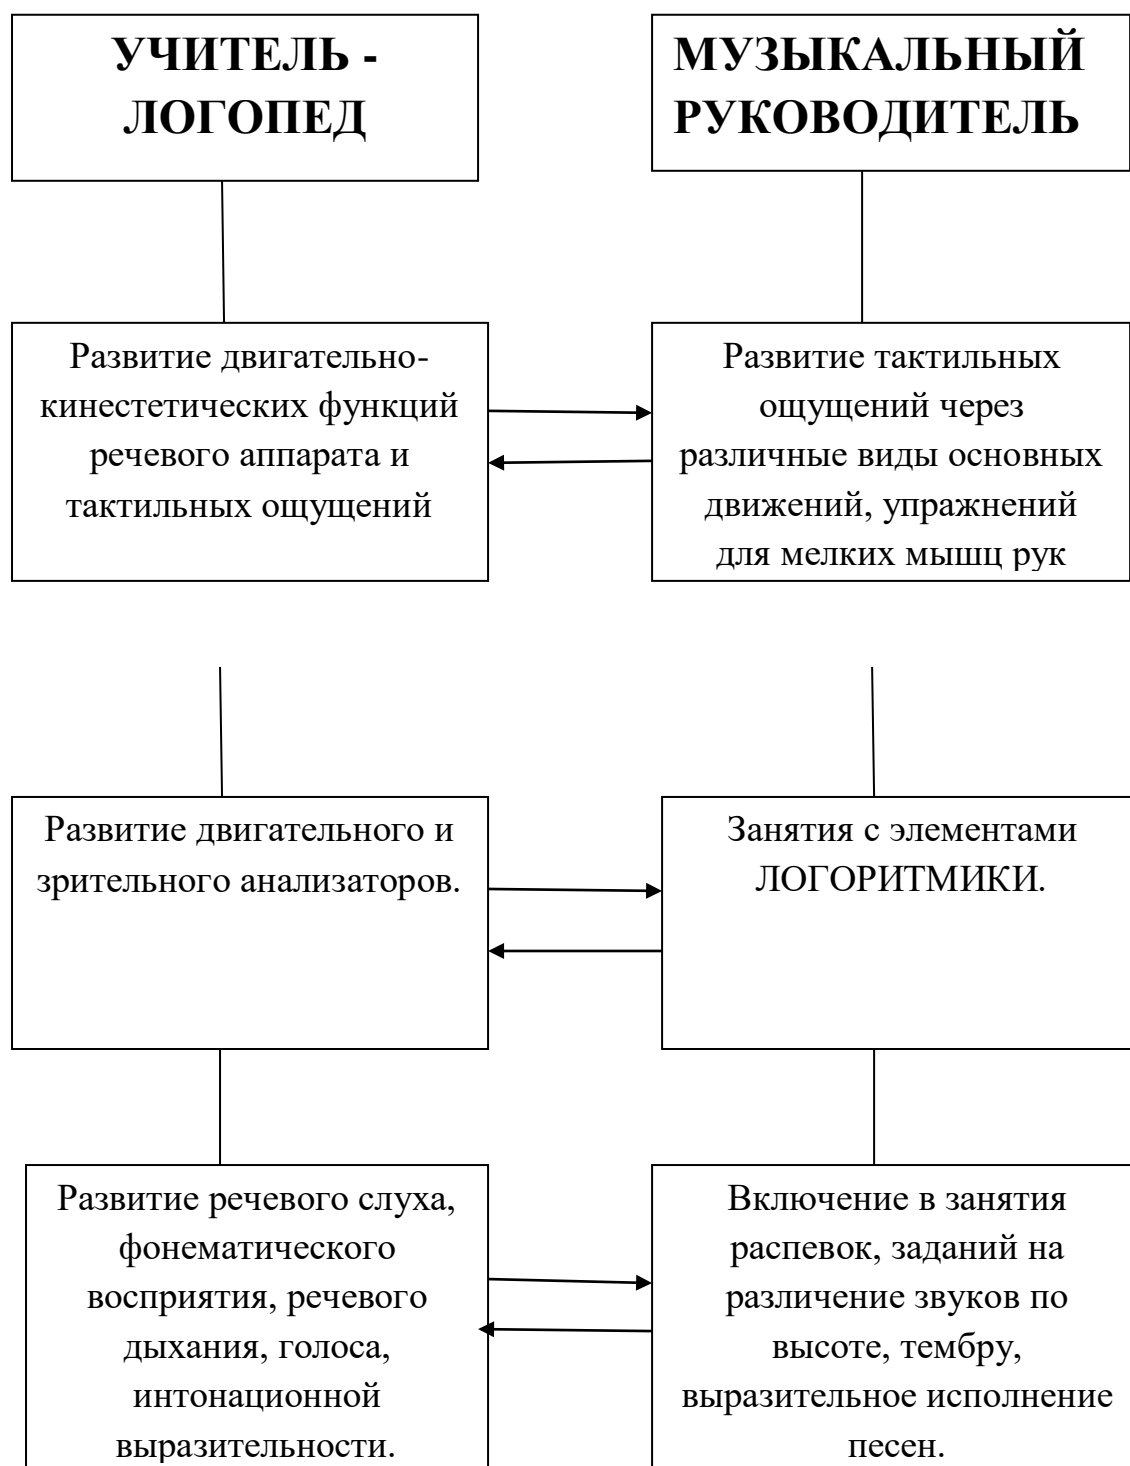 УЧИТЕЛЬ -
ЛОГОПЕД
МУЗЫКАЛЬНЫЙ
РУКОВОДИТЕЛЬ
Развитие двигательно-
кинестетических функций
речевого аппарата и
тактильных ощущений
Развитие тактильных
ощущений через
различные виды основных
движений, упражнений
для мелких мышц рук
Развитие двигательного и
зрительного анализаторов.
Занятия с элементами
ЛОГОРИТМИКИ.
Развитие речевого слуха,
фонематического
восприятия, речевого
дыхания, голоса,
интонационной
выразительности.
Включение в занятия
распевок, заданий на
различение звуков по
высоте, тембру,
выразительное исполнение
песен.